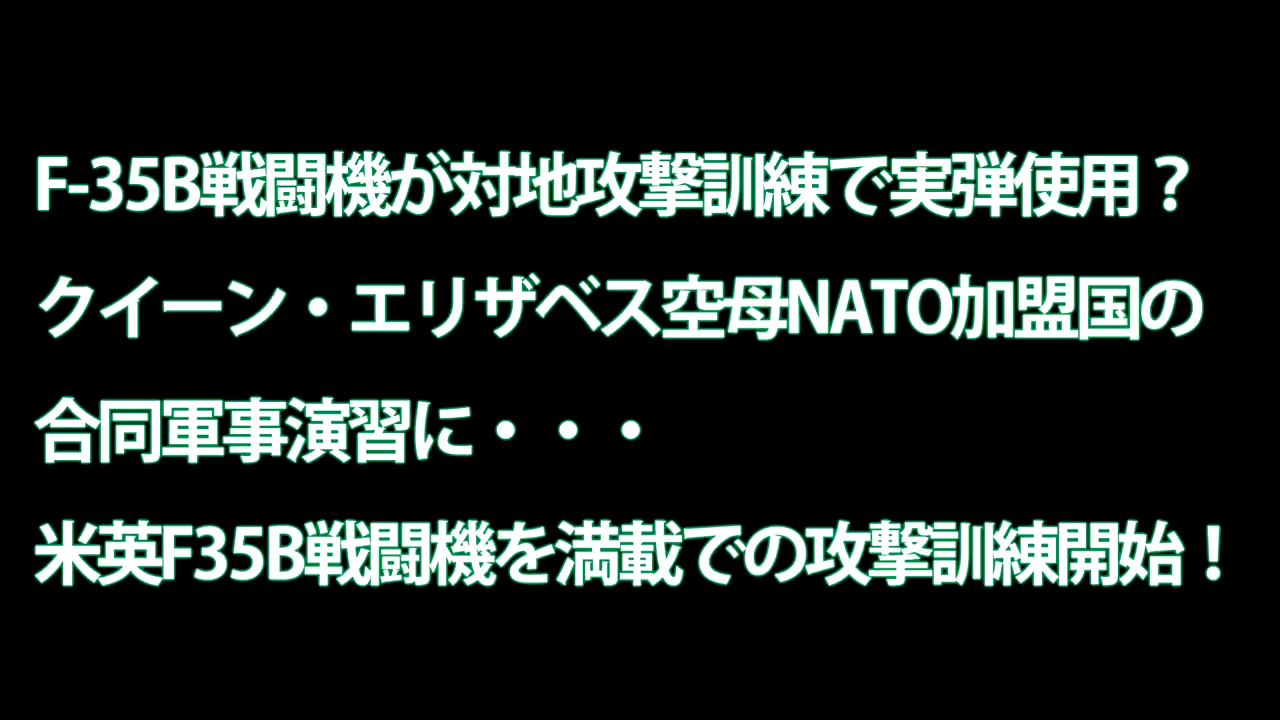 F-35B戦闘機が対地攻撃訓練で実弾使用？
クイーン・エリザベス空母NATO加盟国の
合同軍事演習に・・・
米英F35B戦闘機を満載での攻撃訓練開始！